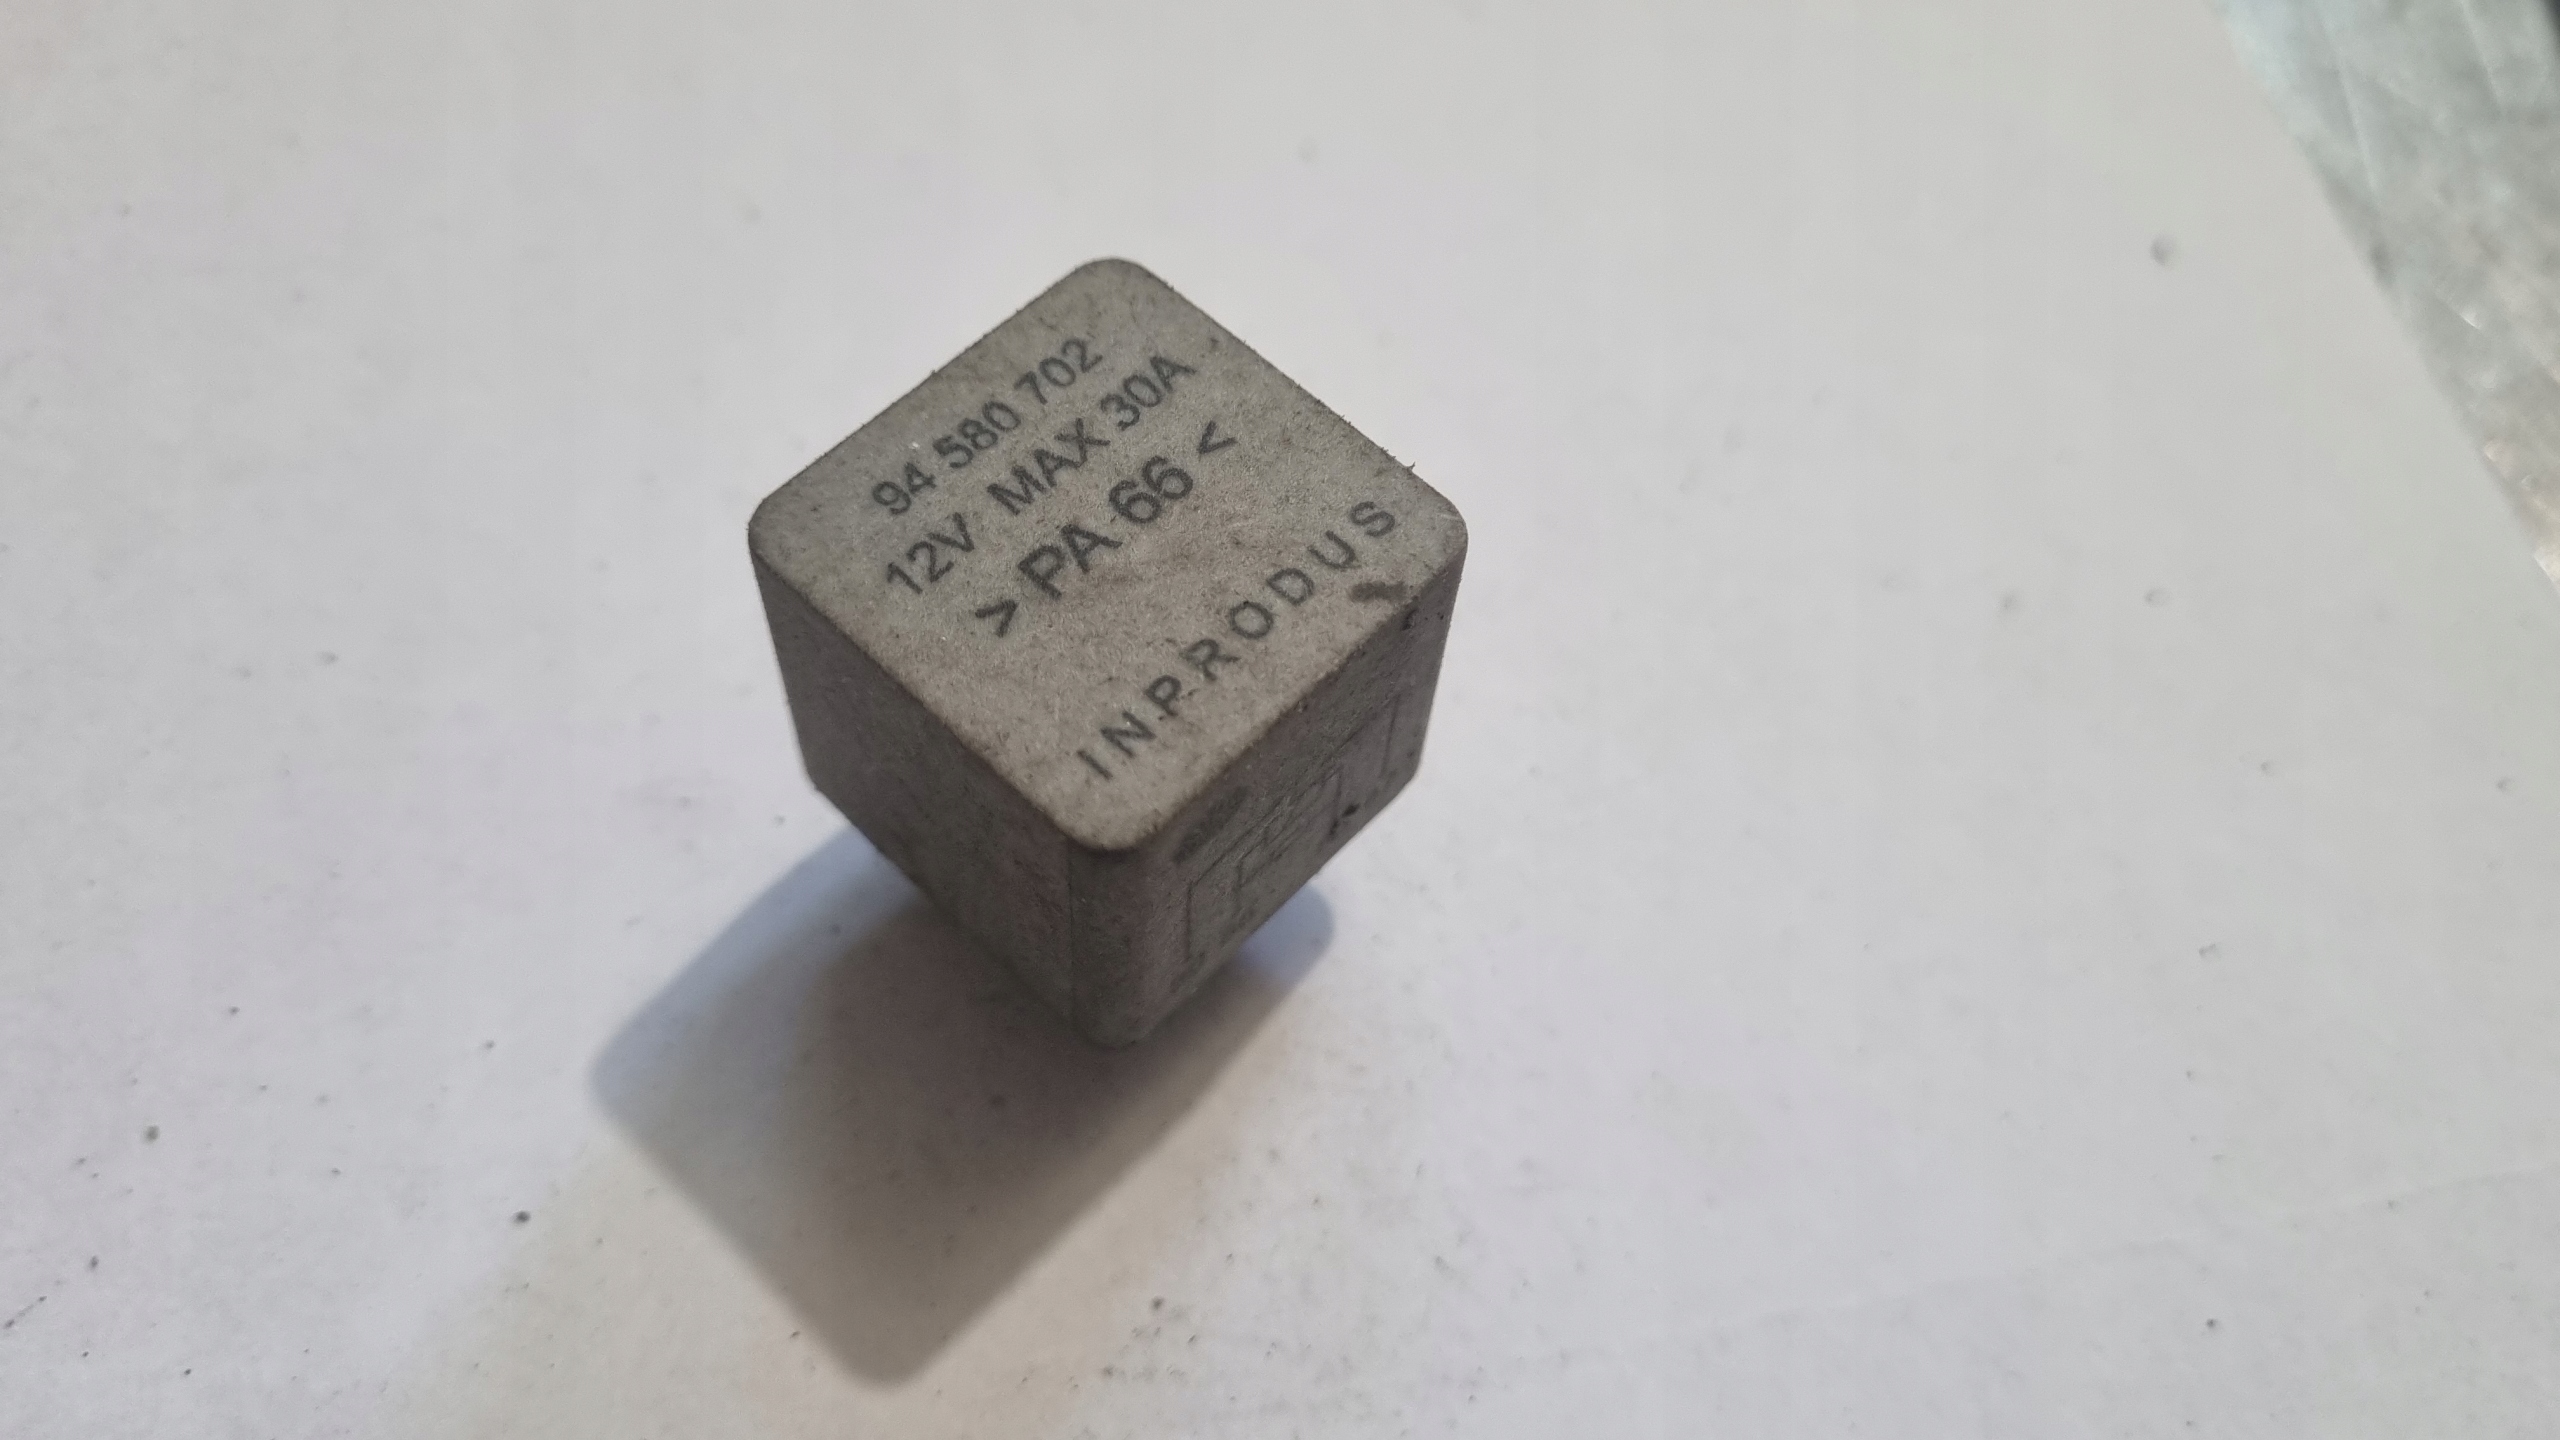 94 580 702
12V MAX 30A
>PA 66<
INPRODUS